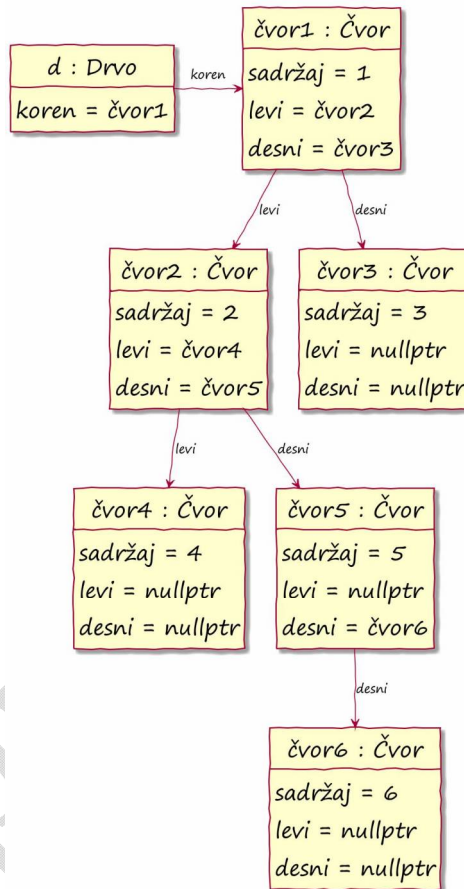 čvor1 : Čvor
sadržaj = 1
levi = čvor2
desni = čvor3
d : Drvo
koren = čvor1
koren
levi
desni
čvor2 : Čvor
sadržaj = 2
levi = čvor4
desni = čvor5
čvor3 : Čvor
sadržaj = 3
levi = nullptr
desni = nullptr
levi
desni
čvor4 : Čvor
sadržaj = 4
levi = nullptr
desni = nullptr
čvor5 : Čvor
sadržaj = 5
levi = nullptr
desni = čvor6
desni
čvor6 : Čvor
sadržaj = 6
levi = nullptr
desni = nullptr